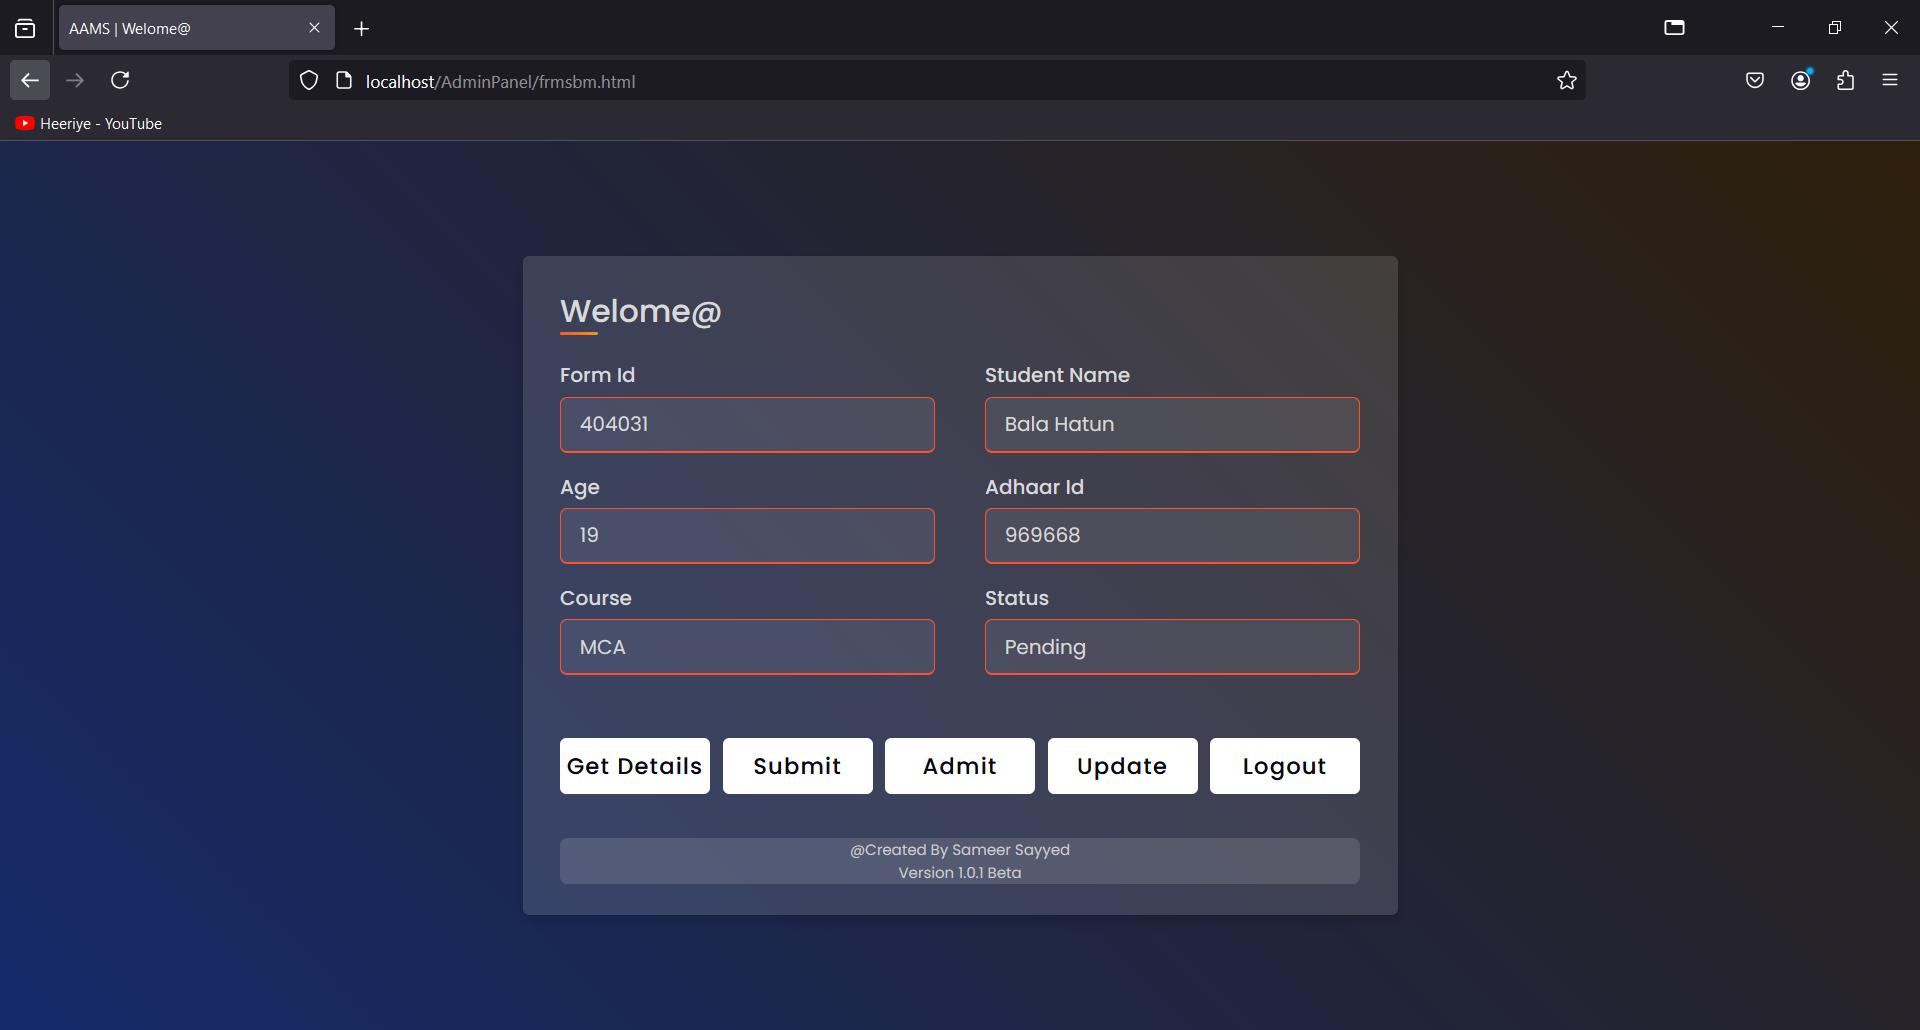 AAMS | Welome@
localhost/AdminPanel/frmsbm.html
Heeriye - YouTube
Welome@
Form Id
Student Name
404031
Bala Hatun
Age
Adhaar Id
19
969668
Course
Status
MCA
Pending
Get Details
Submit
Admit
Update
Logout
@Created By Sameer Sayyed
Version 1.0.1 Beta